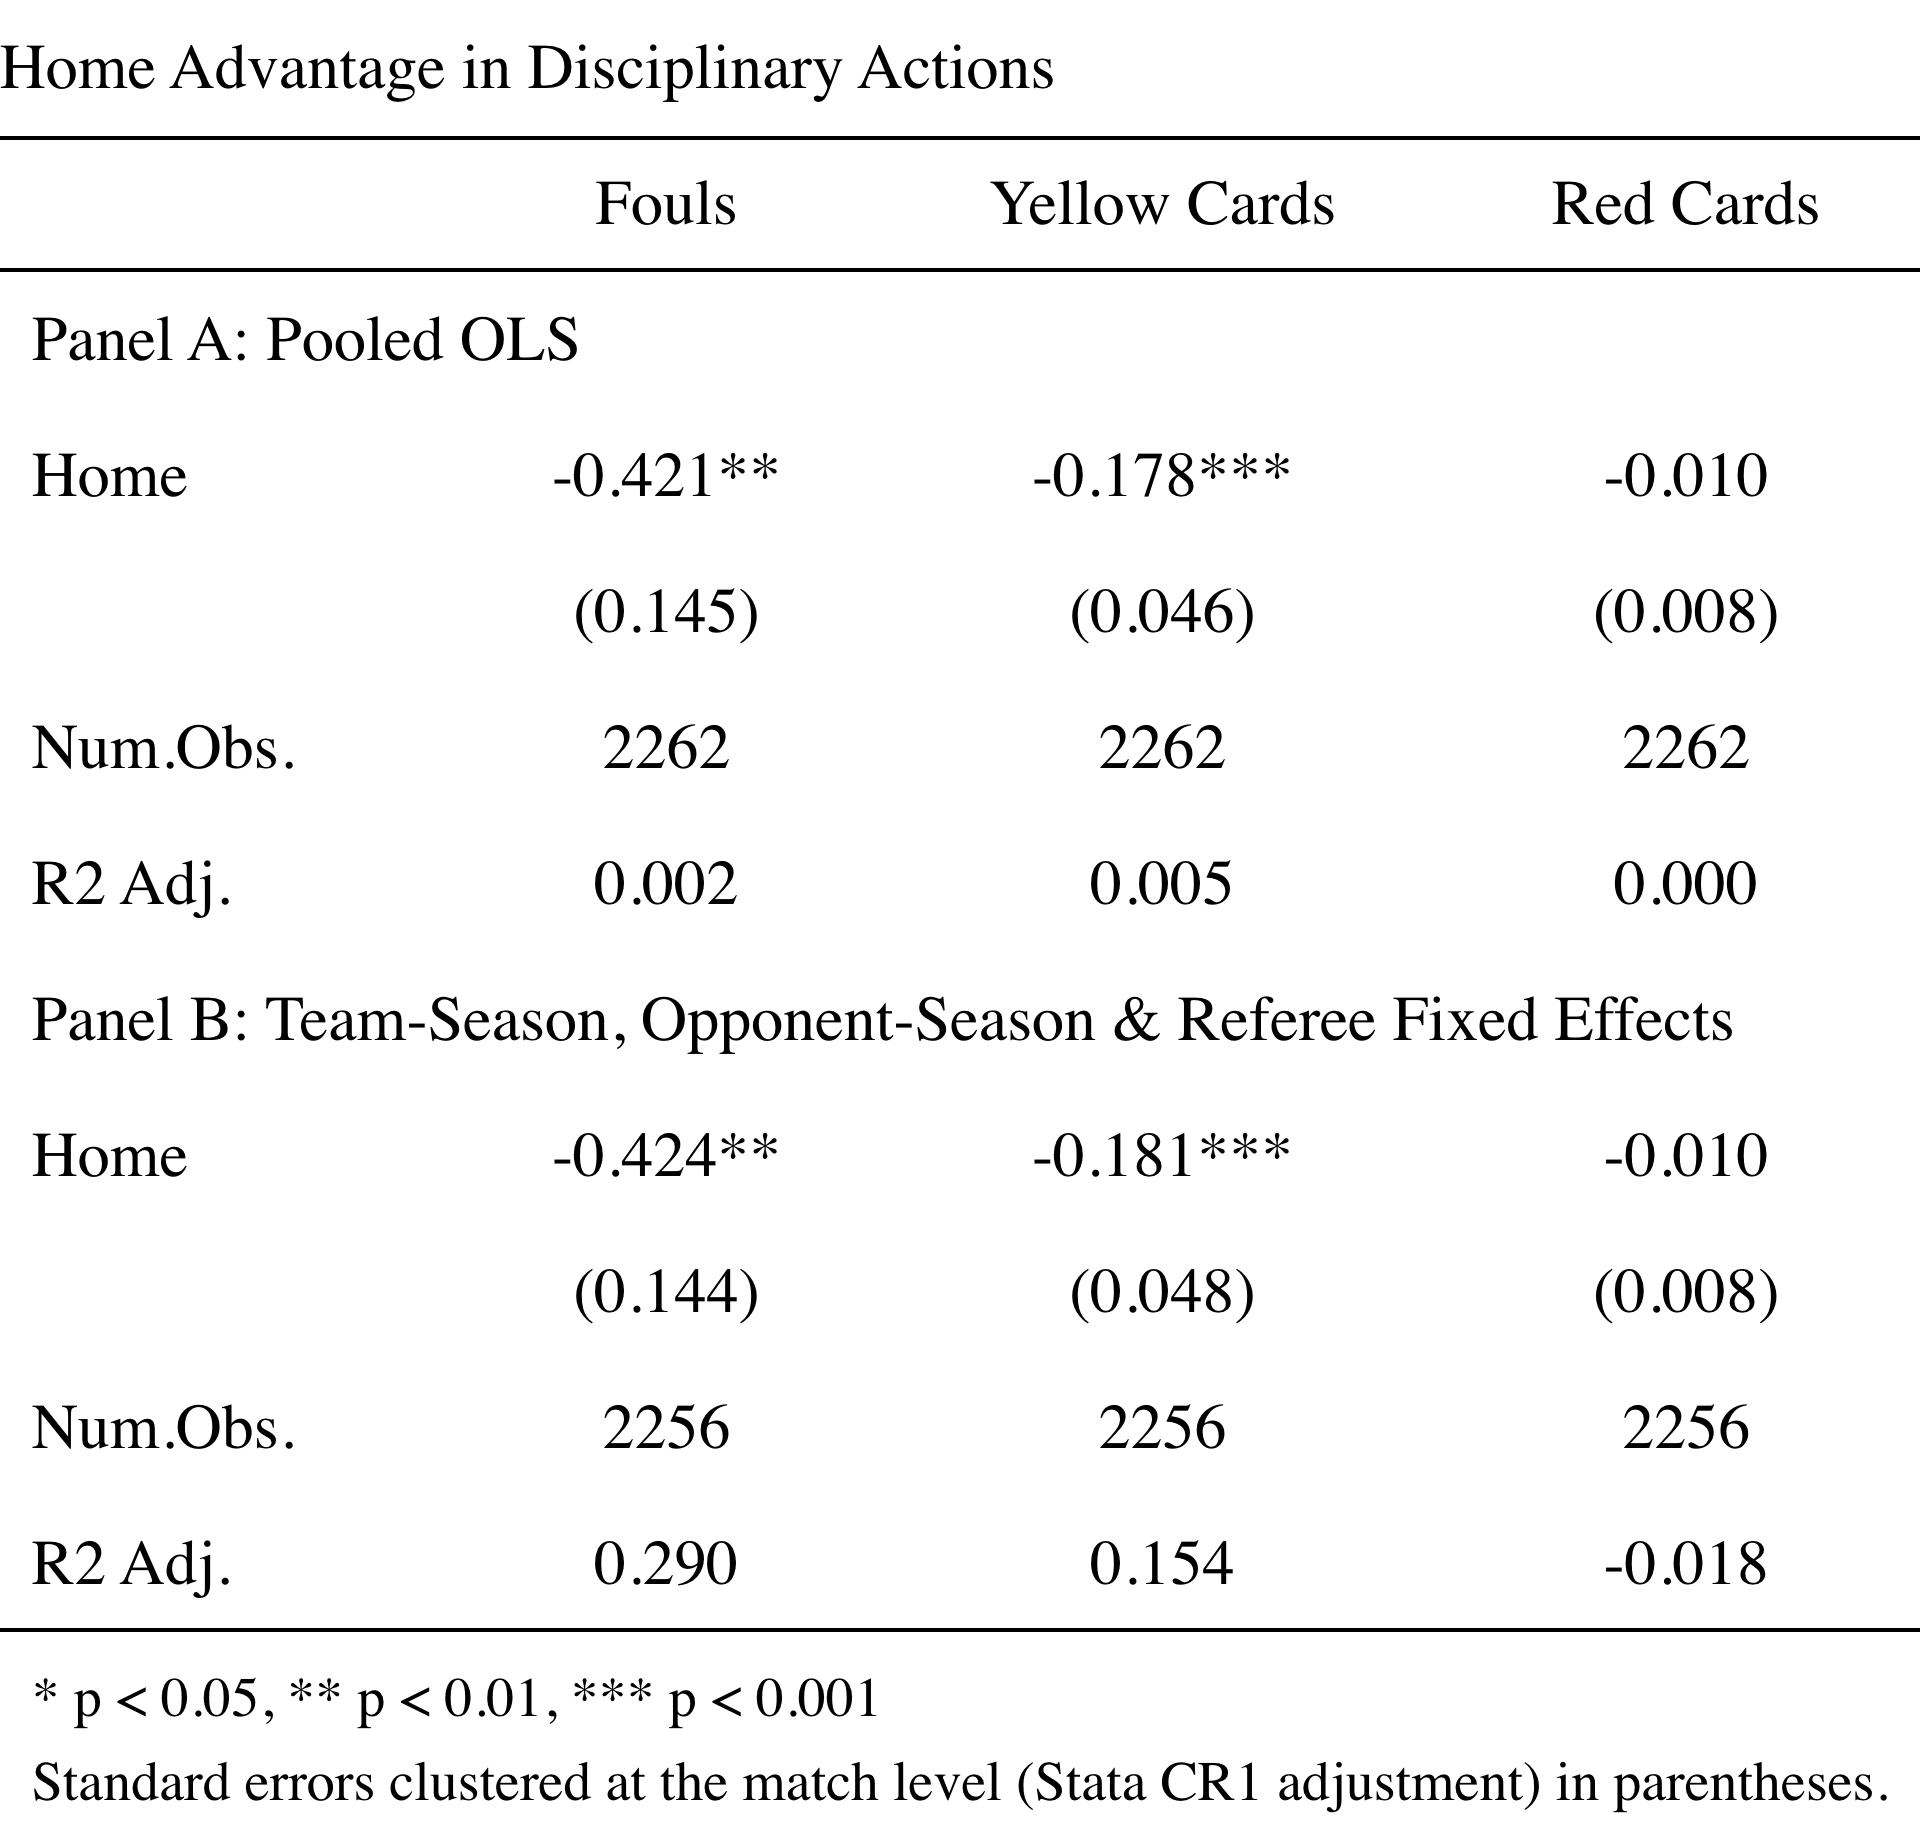 Home Advantage in Disciplinary Actions
Fouls Yellow Cards Red Cards
Panel A: Pooled OLS
Home -0.421** -0.178*** -0.010
(0.145) (0.046) (0.008)
Num.Obs. 2262 2262 2262
R2 Adj. 0.002 0.005 0.000
Panel B: Team-Season, Opponent-Season & Referee Fixed Effects
Home -0.424** -0.181*** -0.010
(0.144) (0.048) (0.008)
Num.Obs. 2256 2256 2256
R2 Adj. 0.290 0.154 -0.018
* p < 0.05, ** p < 0.01, *** p < 0.001
Standard errors clustered at the match level (Stata CR1 adjustment) in parentheses.